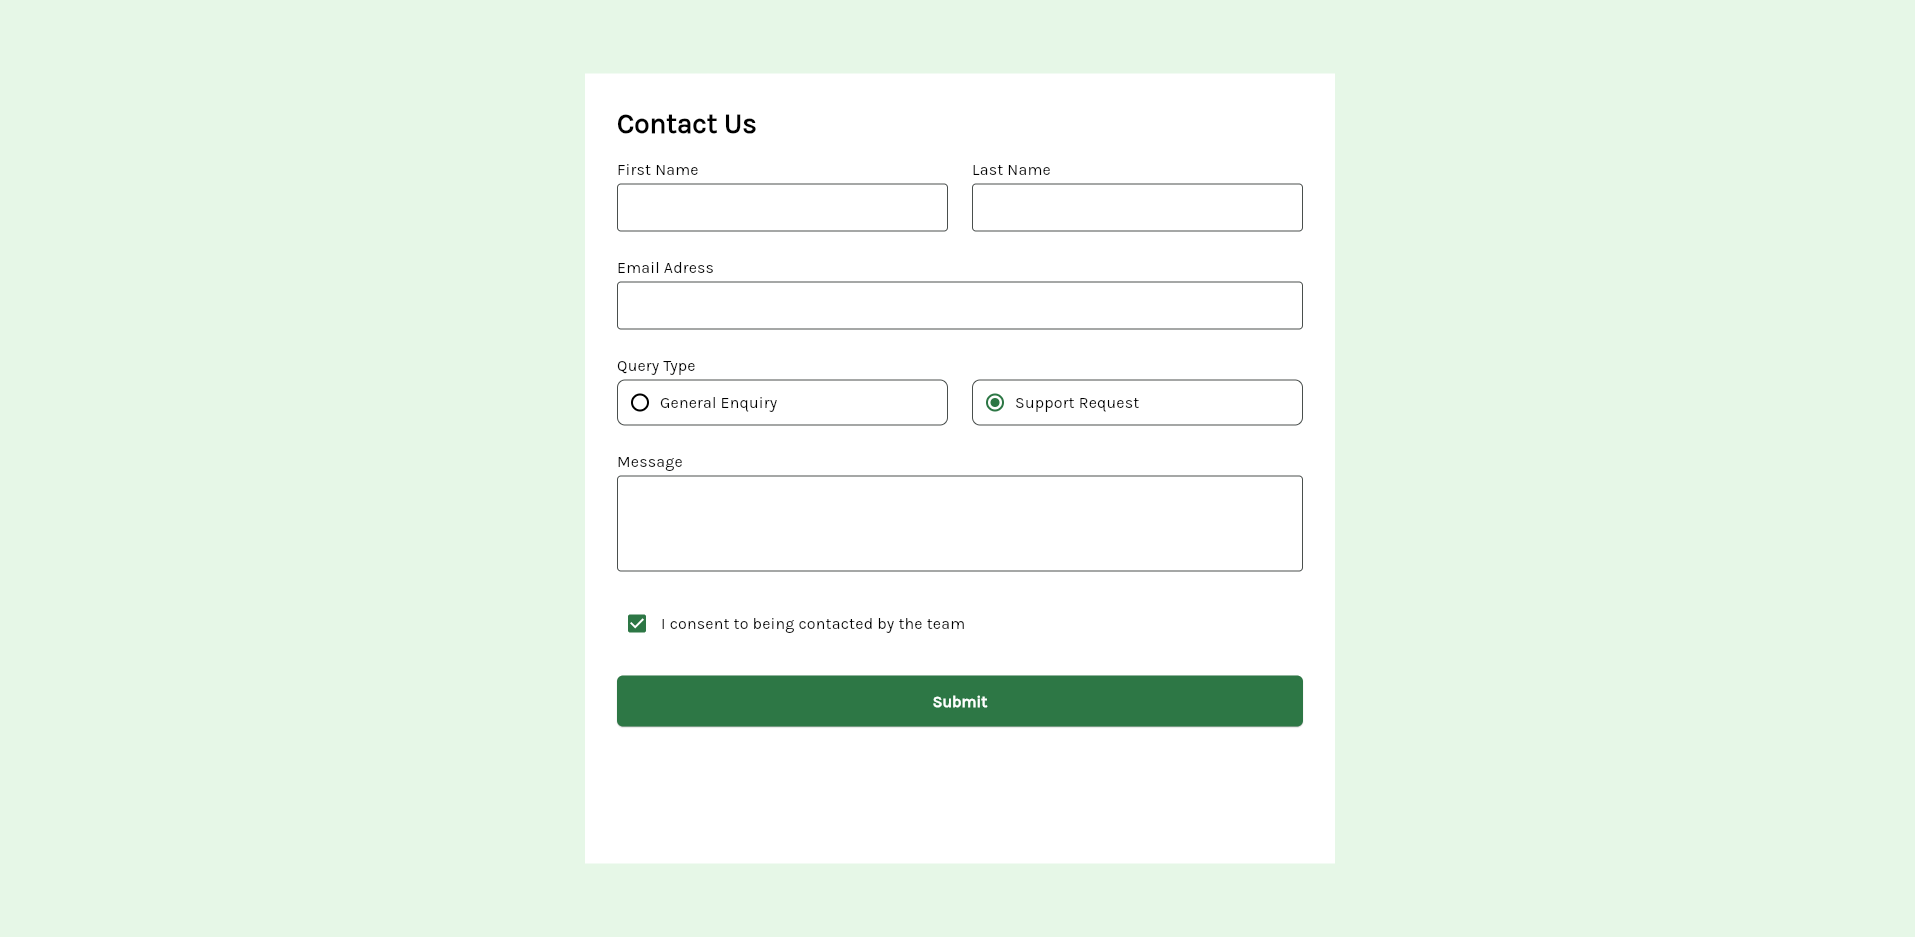 Contact Us
First Name
Last Name
Email Adress
Query Type
General Enquiry
Support Request
Message
I consent to being contacted by the team
Submit